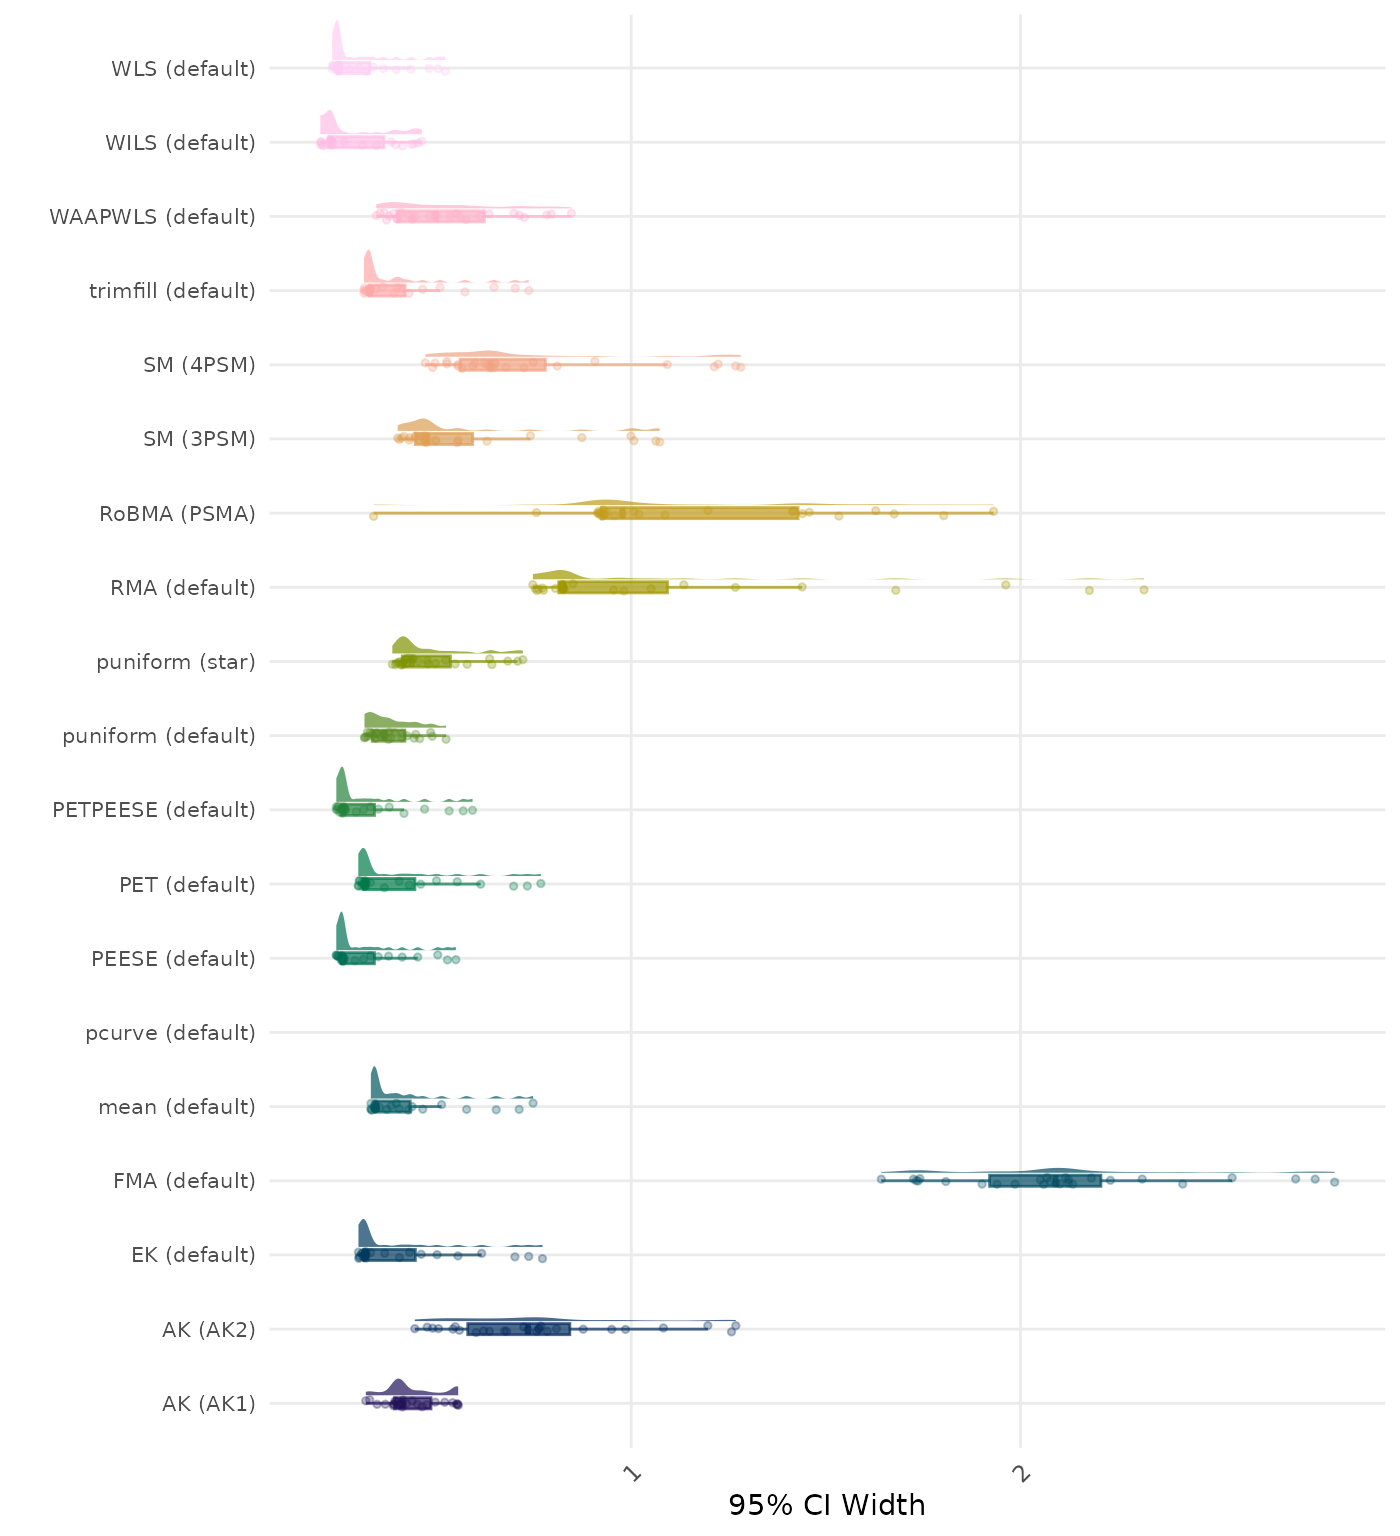 WLS (default)
WILS (default)
WAAPWLS (default)
trimfill (default)
SM (4PSM)
SM (3PSM)
RoBMA (PSMA)
RMA (default)
puniform (star)
puniform (default)
PETPEESE (default)
PET (default)
PEESE (default)
pcurve (default)
mean (default)
FMA (default)
EK (default)
AK (AK2)
AK (AK1)
1
2
95% CI Width